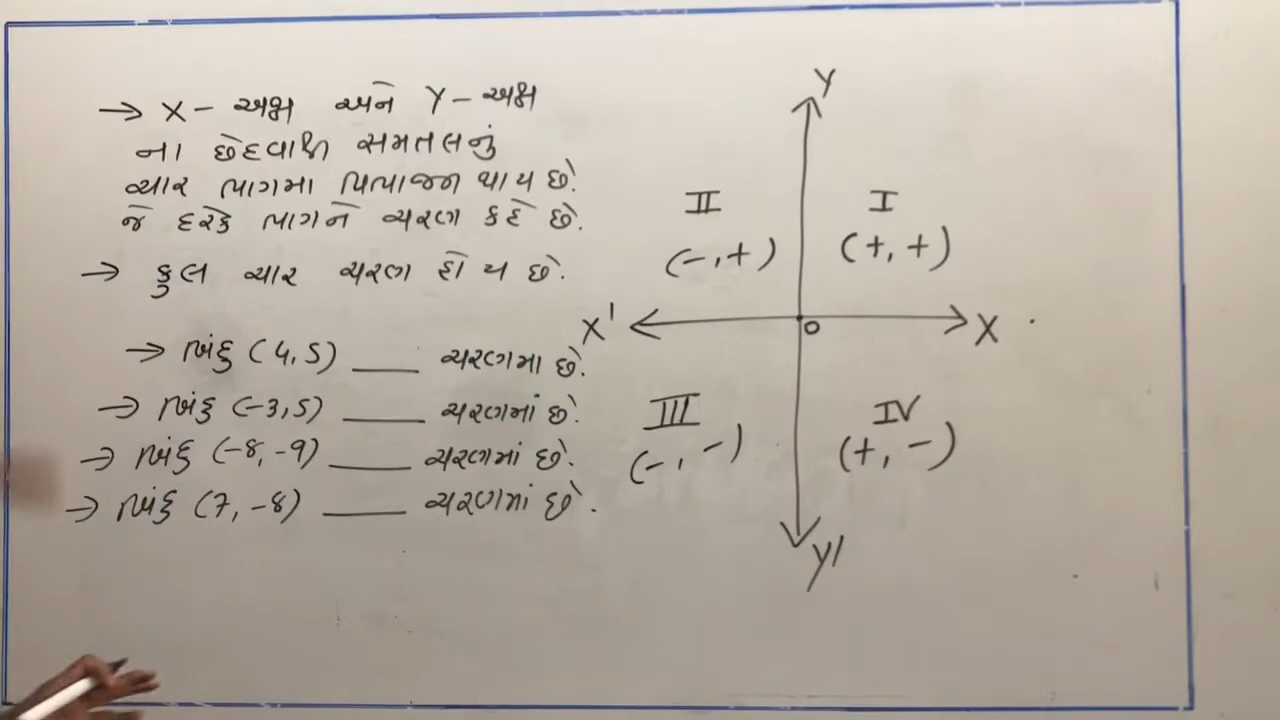 → X - અક્ષ અને Y - અક્ષ
ના છેદવાથી સમતલનું
ચાર ભાગમા વિભાજન થાય છે.
જે દરેક ભાગને ચરણ કહે છે.
→ કુલ ચાર ચરણ હોય છે.
→ બિંદુ (4, 5) ____ ચરણમા છે.
→ બિંદુ (-3, 5) ____ ચરણમાં છે.
→ બિંદુ (-8, -9) ____ ચરણમાં છે.
→ બિંદુ (7, -8) ____ ચરણમાં છે.
Y
II I
(-, +) (+, +)
X' O X
III IV
(-, -) (+, -)
Y'